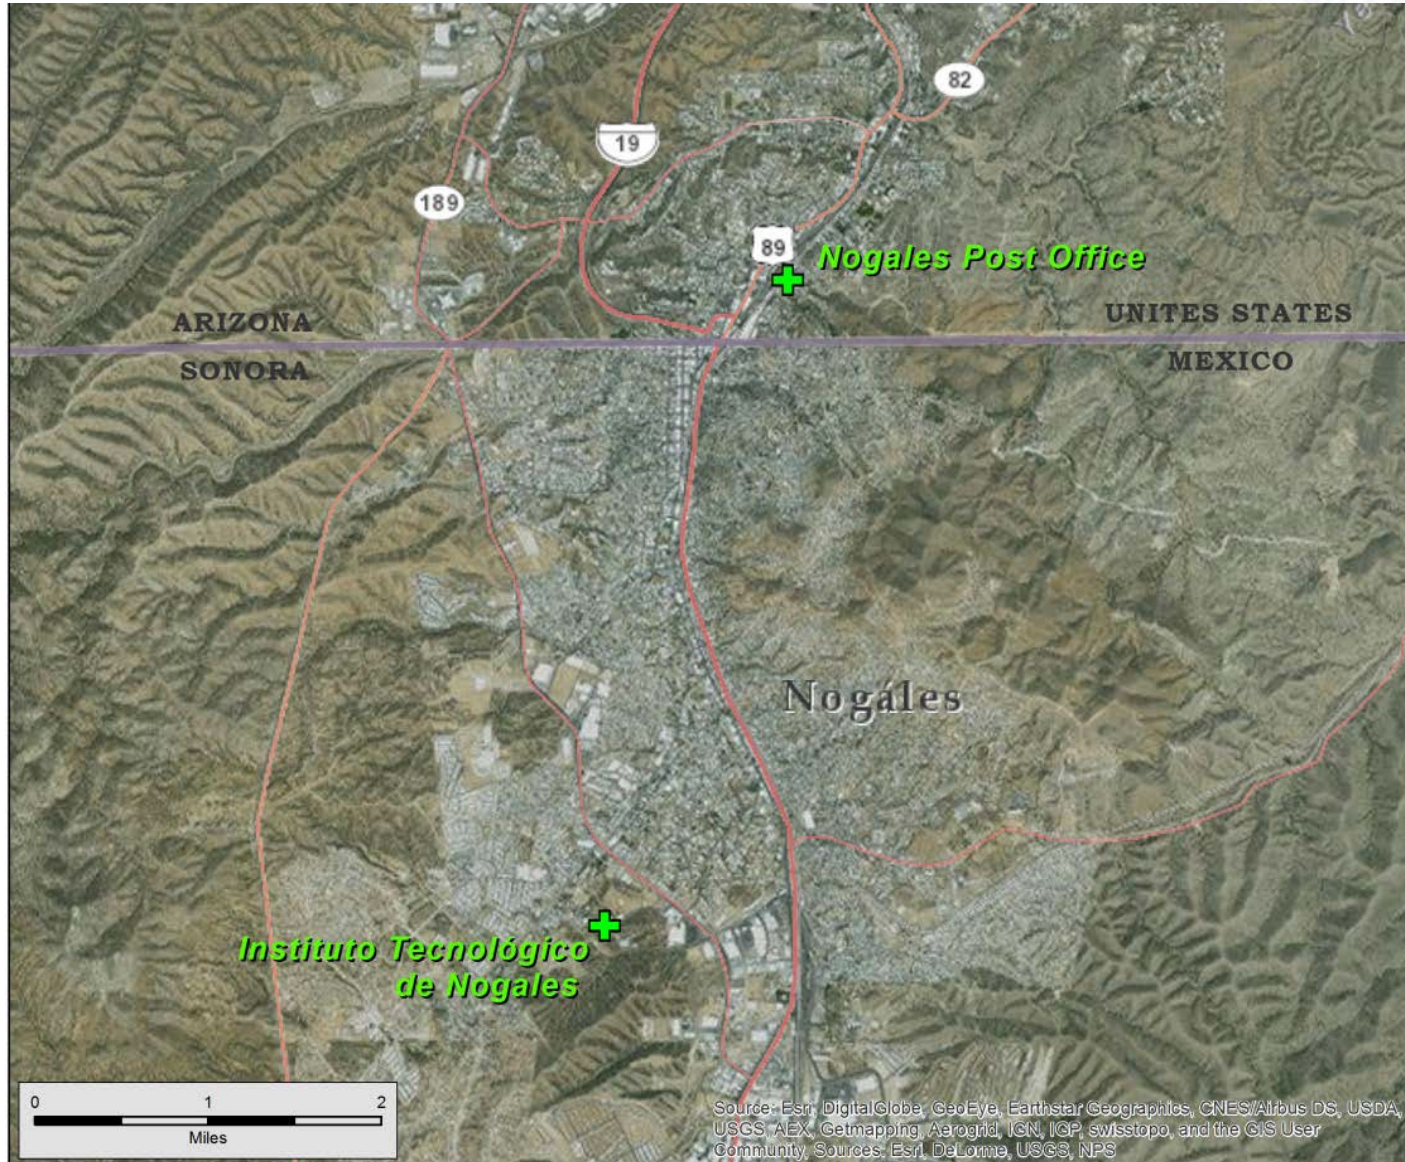 82
19
189
89
Nogales Post Office
ARIZONA
UNITES STATES
SONORA
MEXICO
Nogáles
Instituto Tecnológico
de Nogales
0 1 2
Miles
Source: Esri, DigitalGlobe, GeoEye, Earthstar Geographics, CNES/Airbus DS, USDA,
USGS, AEX, Getmapping, Aerogrid, IGN, IGP, swisstopo, and the GIS User
Community, Sources: Esri, DeLorme, USGS, NPS